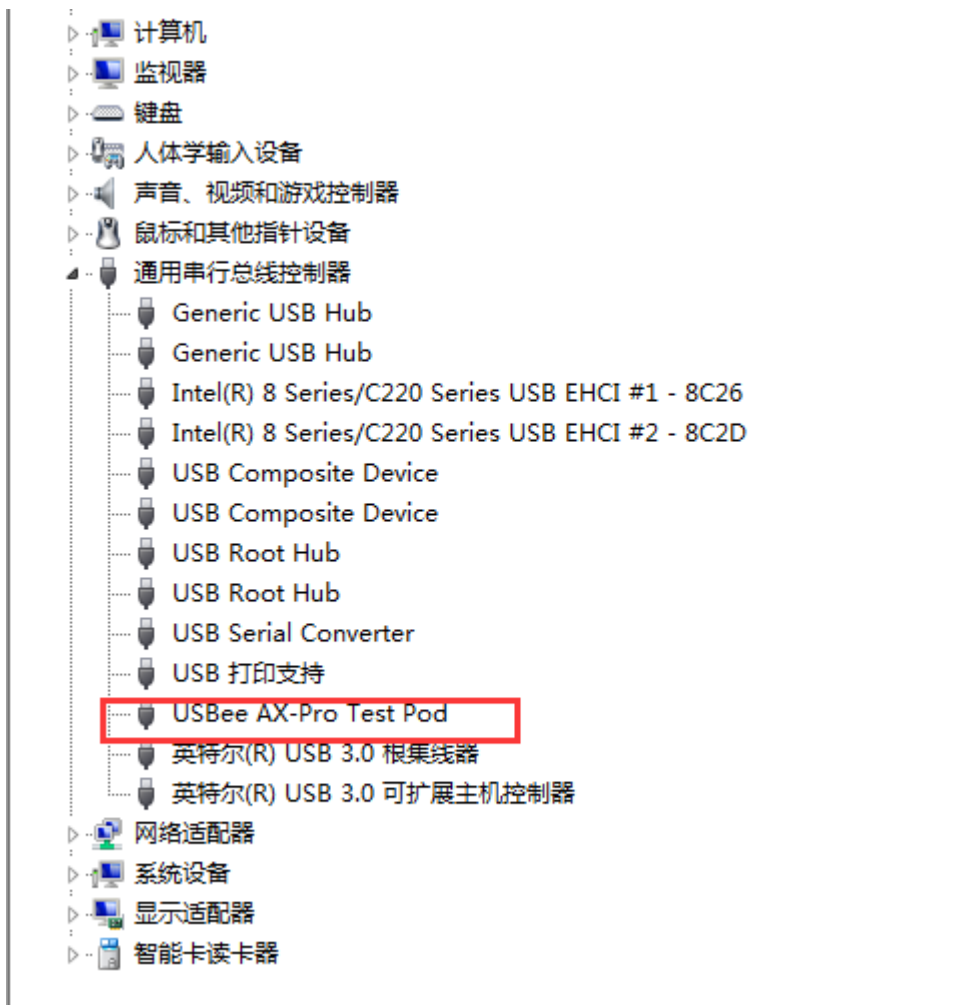 计算机
监视器
键盘
人体学输入设备
声音、视频和游戏控制器
鼠标和其他指针设备
通用串行总线控制器
Generic USB Hub
Generic USB Hub
Intel(R) 8 Series/C220 Series USB EHCI #1 - 8C26
Intel(R) 8 Series/C220 Series USB EHCI #2 - 8C2D
USB Composite Device
USB Composite Device
USB Root Hub
USB Root Hub
USB Serial Converter
USB 打印支持
USBee AX-Pro Test Pod
英特尔(R) USB 3.0 根集线器
英特尔(R) USB 3.0 可扩展主机控制器
网络适配器
系统设备
显示适配器
智能卡读卡器